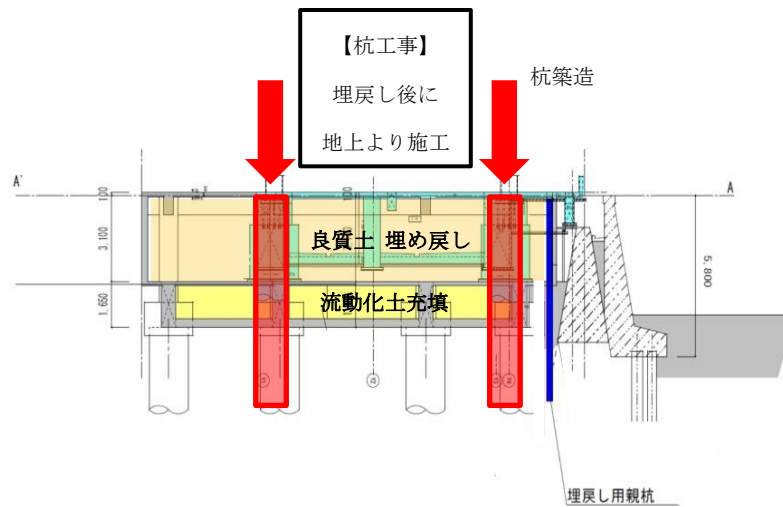 【杭工事】
埋戻し後に
地上より施工
杭築造
A'
A
100
100
3,100
良質土 埋め戻し
5,800
1,650
流動化土充填
埋戻し用親杭